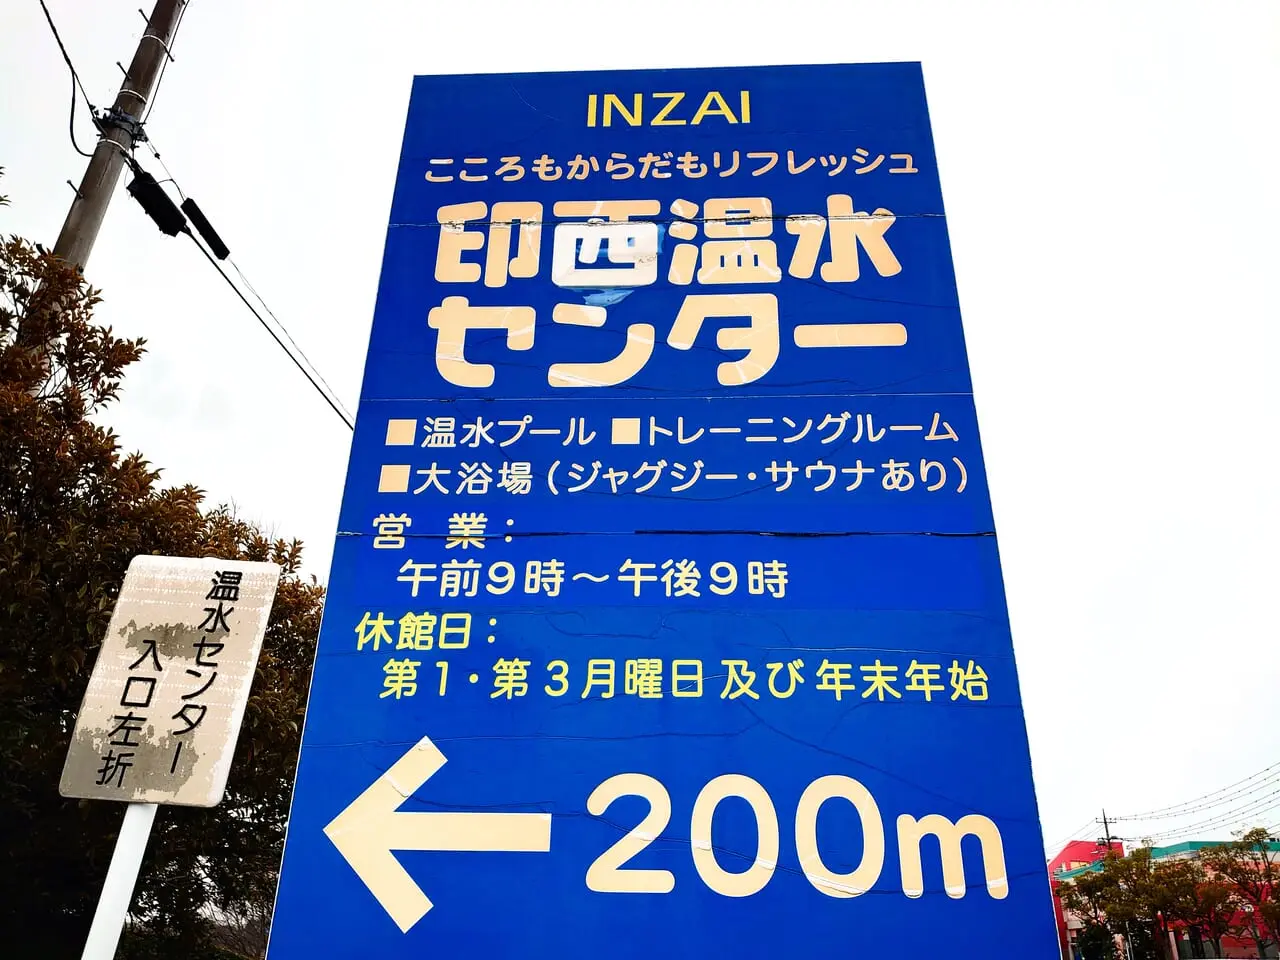 INZAI
こころもからだもリフレッシュ
印西温水
センター
■温水プール ■トレーニングルーム
■大浴場(ジャグジー・サウナあり)
営 業:
午前9時~午後9時
休館日:
第1・第3月曜日及び年末年始
←200m
温水センター
入口左折